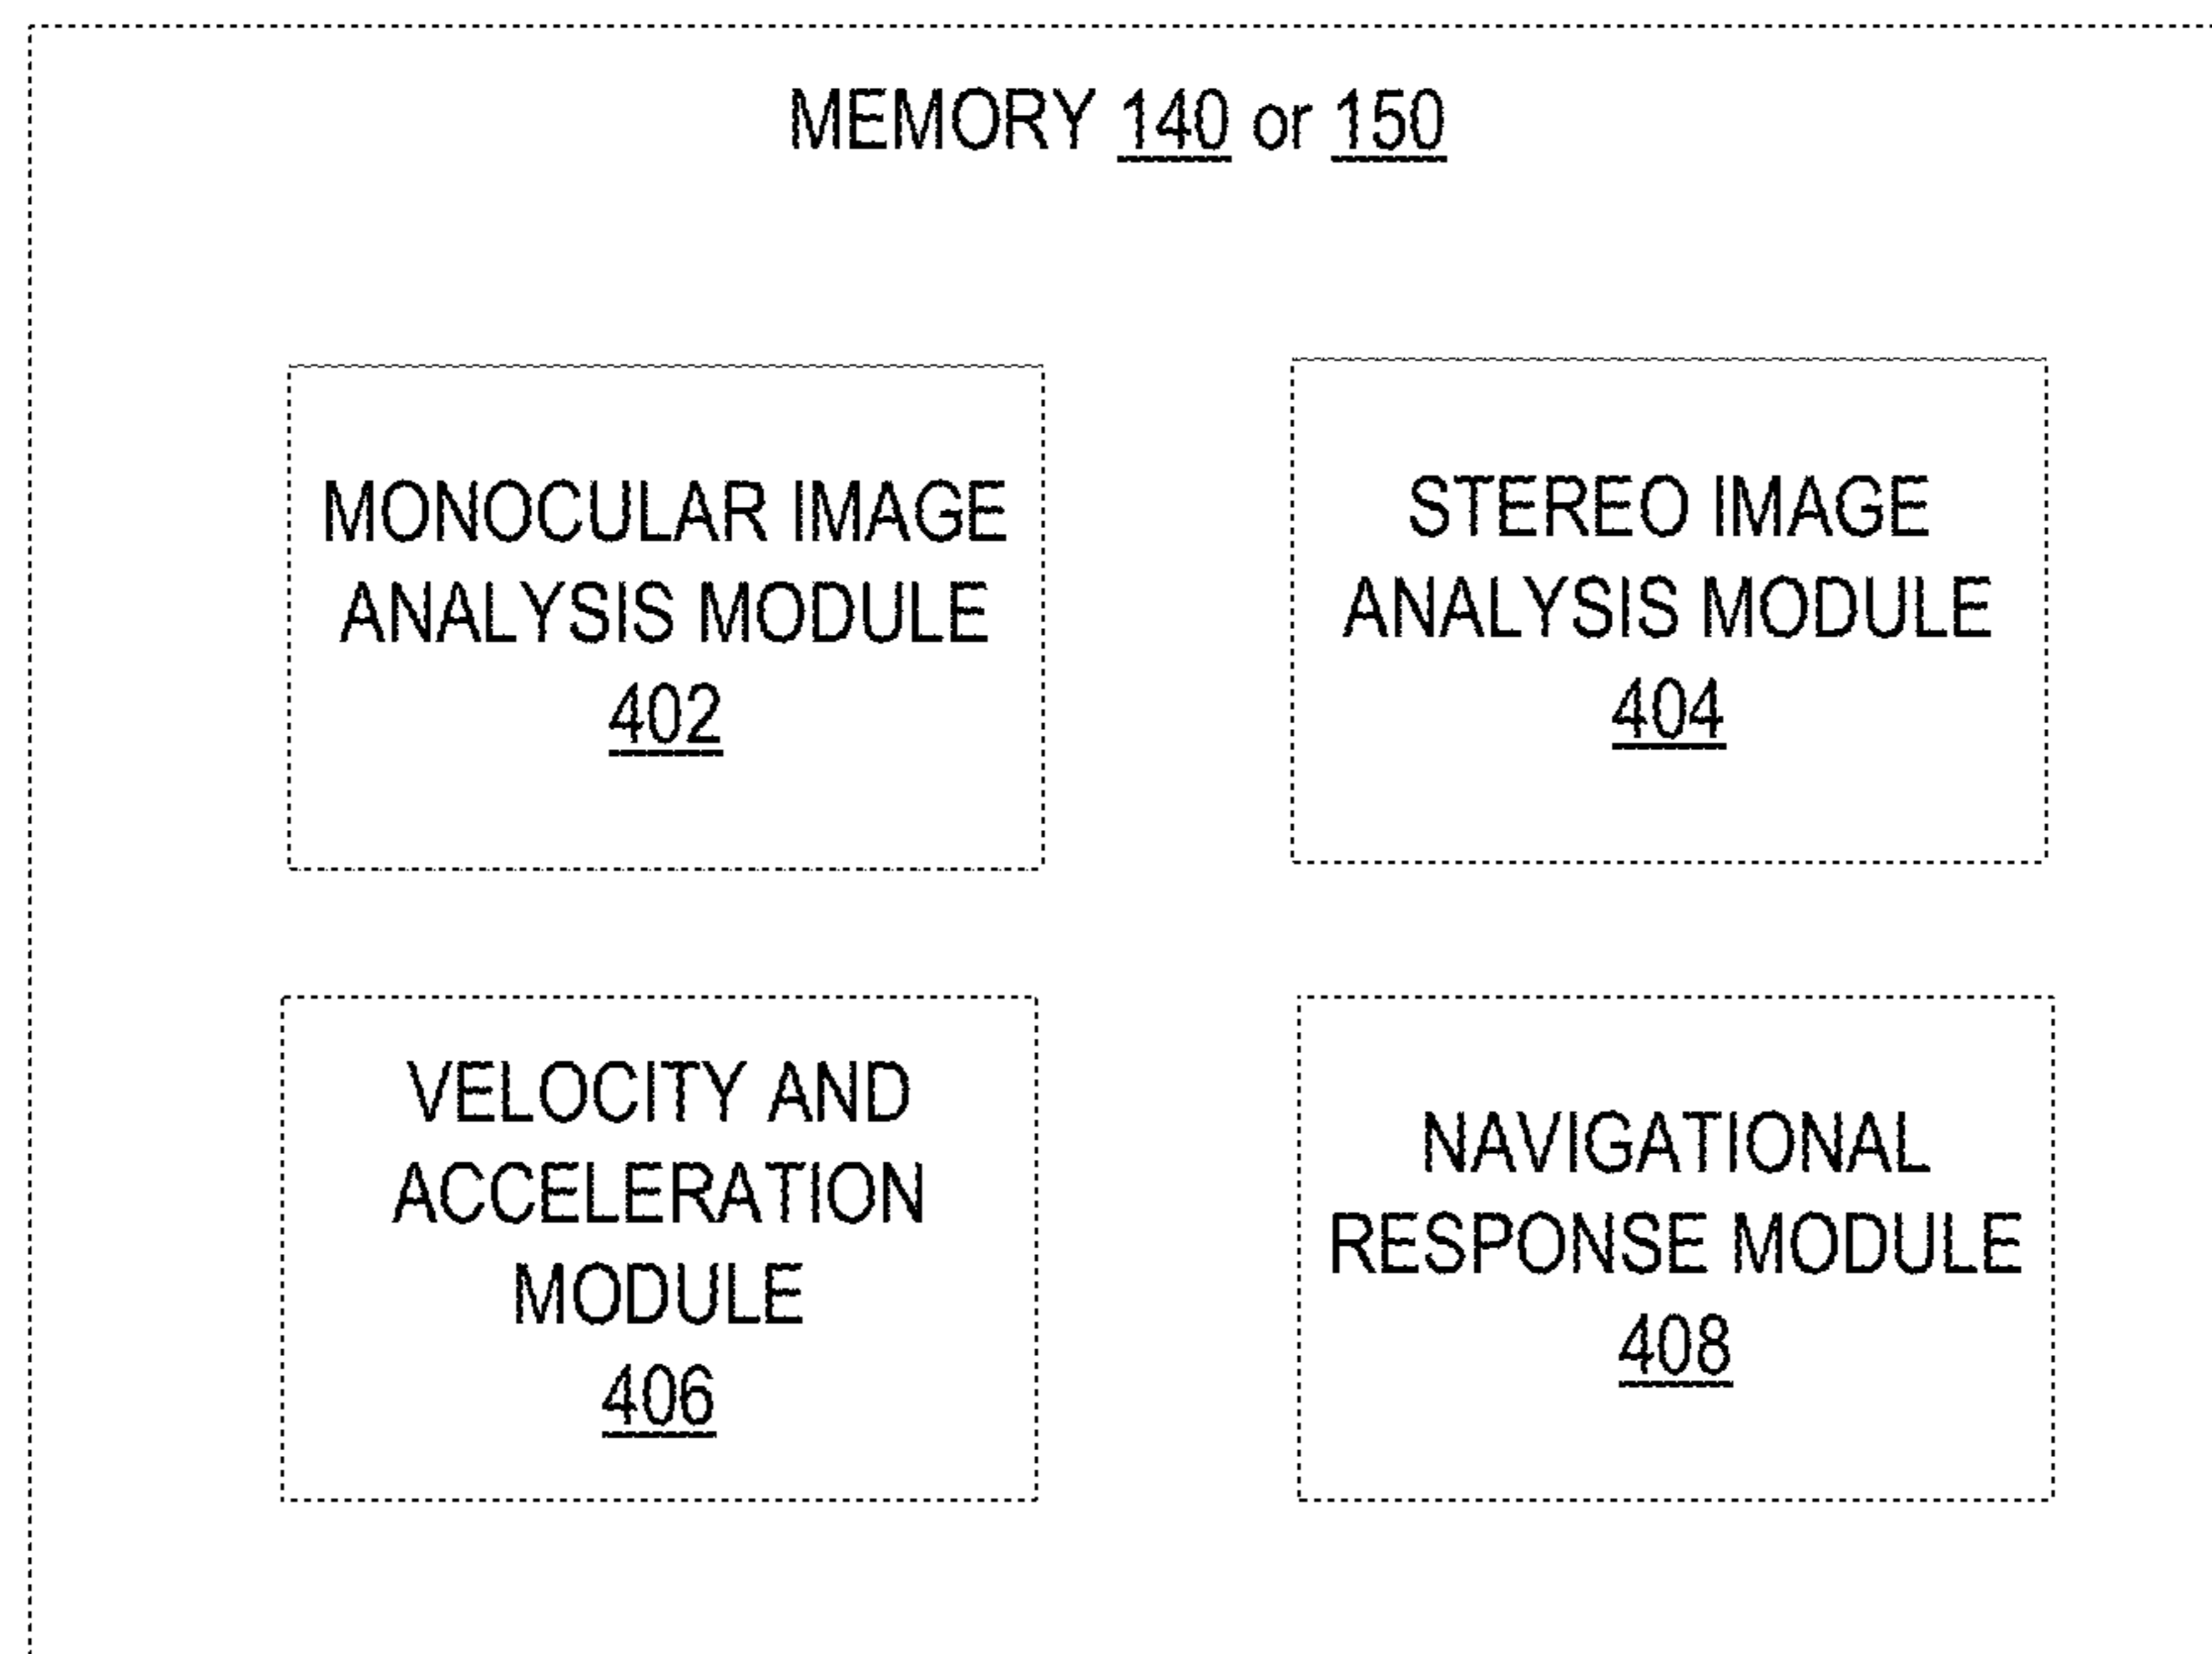 MEMORY 140 or 150
MONOCULAR IMAGE
ANALYSIS MODULE
402
STEREO IMAGE
ANALYSIS MODULE
404
VELOCITY AND
ACCELERATION
MODULE
406
NAVIGATIONAL
RESPONSE MODULE
408